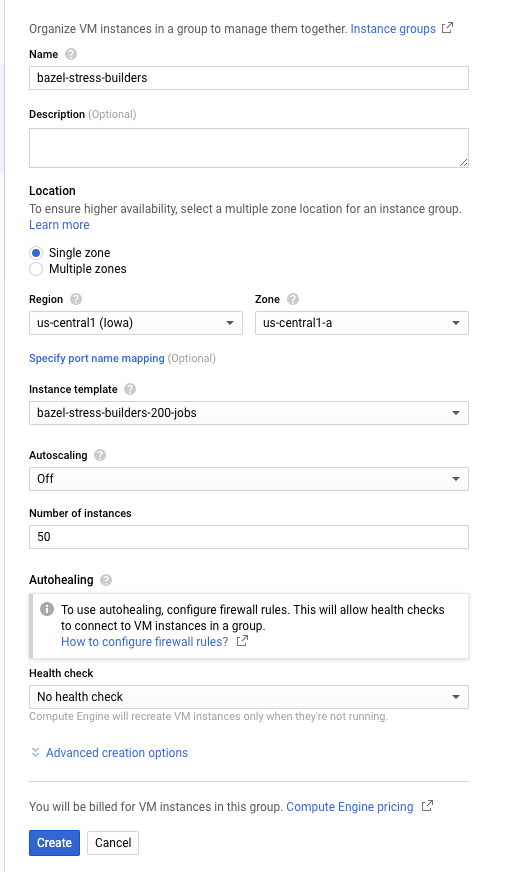 Organize VM instances in a group to manage them together. Instance groups
Name ?
bazel-stress-builders
Description (Optional)
Location
To ensure higher availability, select a multiple zone location for an instance group.
Learn more
Single zone
Multiple zones
Region ? Zone ?
us-central1 (Iowa) us-central1-a
Specify port name mapping (Optional)
Instance template ?
bazel-stress-builders-200-jobs
Autoscaling ?
Off
Number of instances
50
Autohealing ?
To use autohealing, configure firewall rules. This will allow health checks
to connect to VM instances in a group.
How to configure firewall rules?
Health check
No health check
Compute Engine will recreate VM instances only when they're not running.
Advanced creation options
You will be billed for VM instances in this group. Compute Engine pricing
Create Cancel